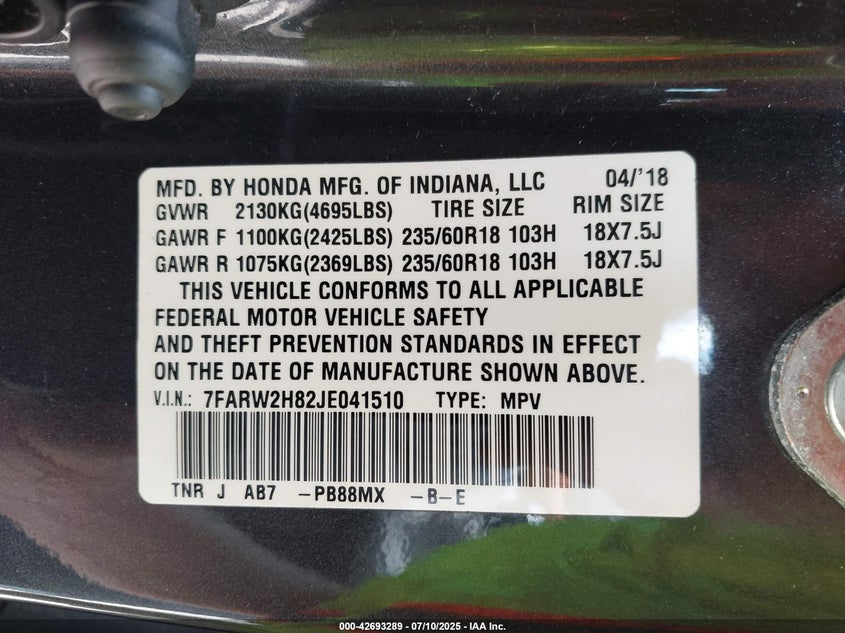 MFD. BY HONDA MFG. OF INDIANA, LLC 04/'18
GVWR 2130KG(4695LBS) TIRE SIZE RIM SIZE
GAWR F 1100KG(2425LBS) 235/60R18 103H 18X7.5J
GAWR R 1075KG(2369LBS) 235/60R18 103H 18X7.5J
THIS VEHICLE CONFORMS TO ALL APPLICABLE
FEDERAL MOTOR VEHICLE SAFETY
AND THEFT PREVENTION STANDARDS IN EFFECT
ON THE DATE OF MANUFACTURE SHOWN ABOVE.
V.I.N.: 7FARW2H82JE041510 TYPE: MPV
TNR J AB7 -PB88MX -B-E
000-42693289 - 07/10/2025 - IAA Inc.